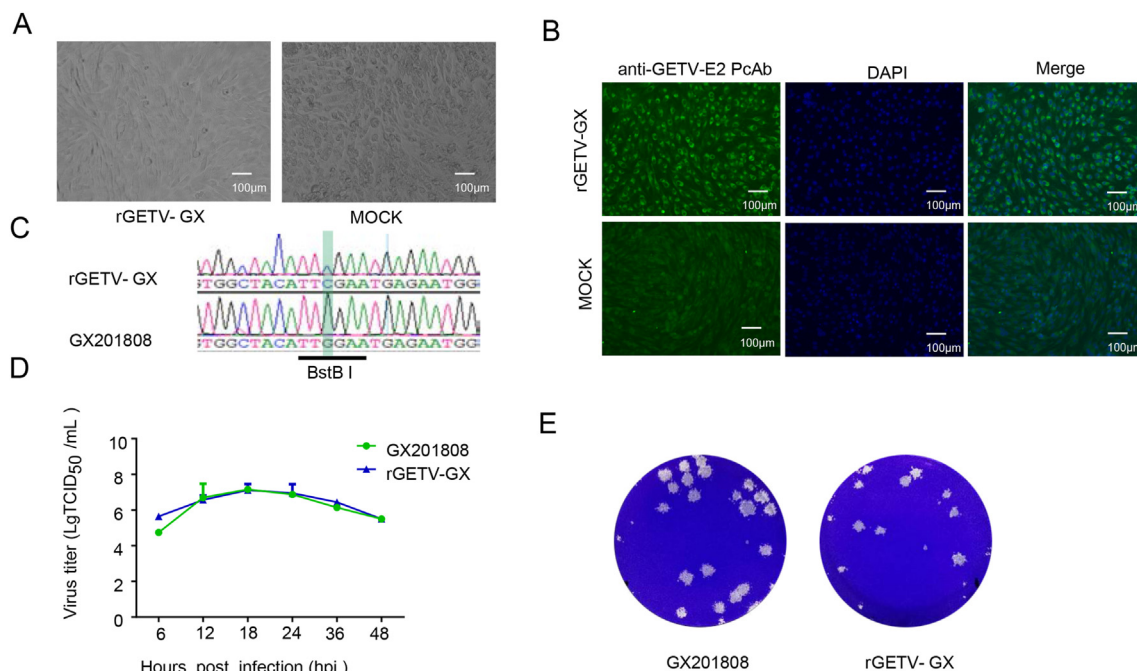 A
100μm
100μm
rGETV- GX
MOCK
B
anti-GETV-E2 PcAb
DAPI
Merge
rGETV-GX
100μm
100μm
100μm
MOCK
100μm
100μm
100μm
C
rGETV- GX
GTGGCTACATTCGAATGAGAATGG
GX201808
GTGGCTACATTGGAATGAGAATGG
BstB I
D
Virus titer (LgTCID50 /mL )
10
8
6
4
2
0
6 12 18 24 36 48
Hours post infection (hpi )
GX201808
rGETV-GX
E
GX201808
rGETV- GX